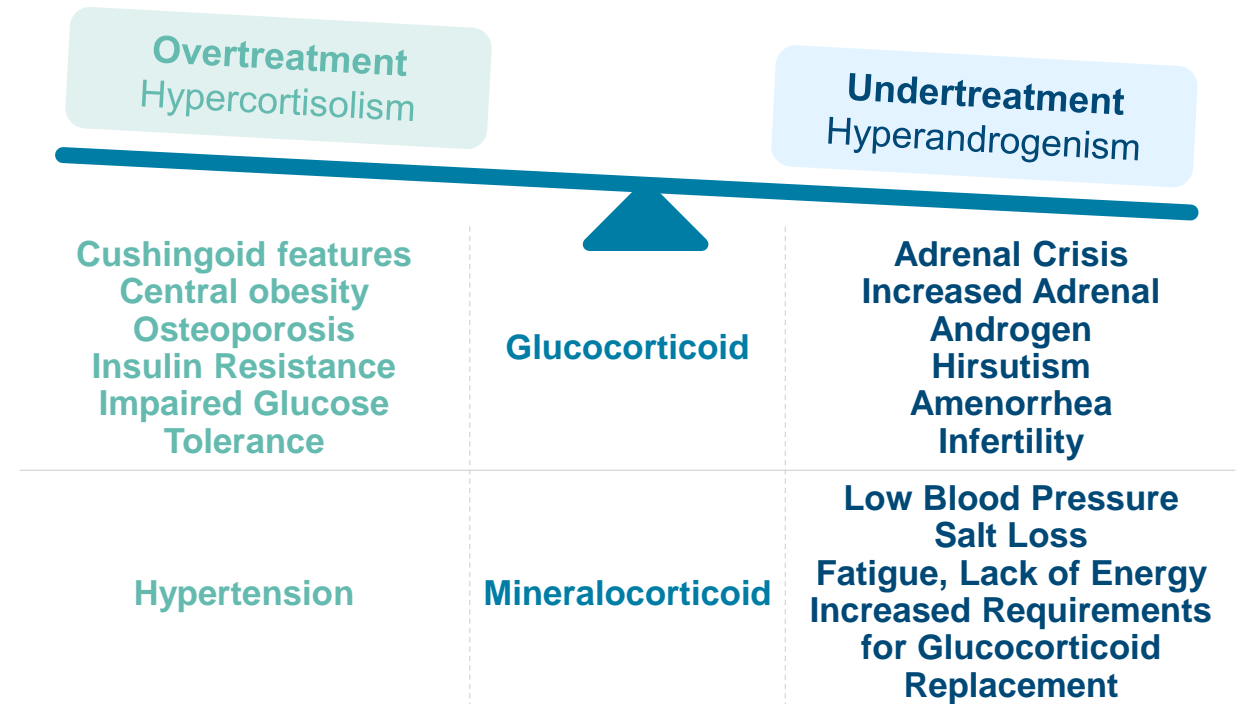 Overtreatment
Hypercortisolism
Undertreatment
Hyperandrogenism
Cushingoid features
Central obesity
Osteoporosis
Insulin Resistance
Impaired Glucose
Tolerance
Glucocorticoid
Adrenal Crisis
Increased Adrenal
Androgen
Hirsutism
Amenorrhea
Infertility
Hypertension
Mineralocorticoid
Low Blood Pressure
Salt Loss
Fatigue, Lack of Energy
Increased Requirements
for Glucocorticoid
Replacement